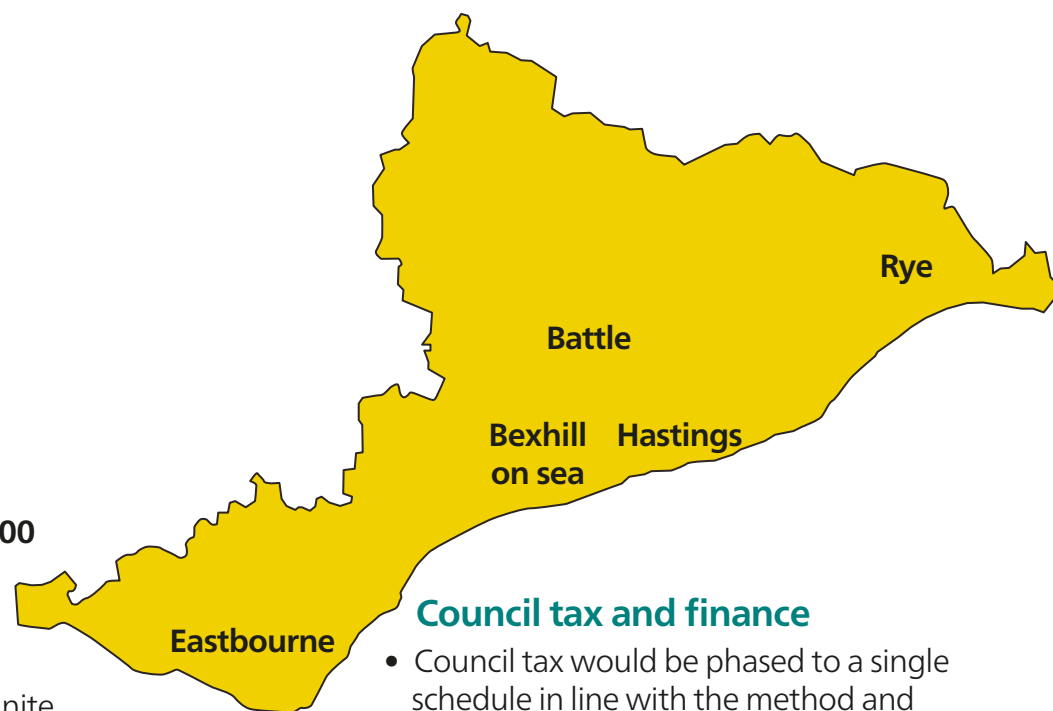 Rye
Battle
Bexhill Hastings
on sea
00
Eastbourne
Council tax and finance
• Council tax would be phased to a single
schedule in line with the method and
nite